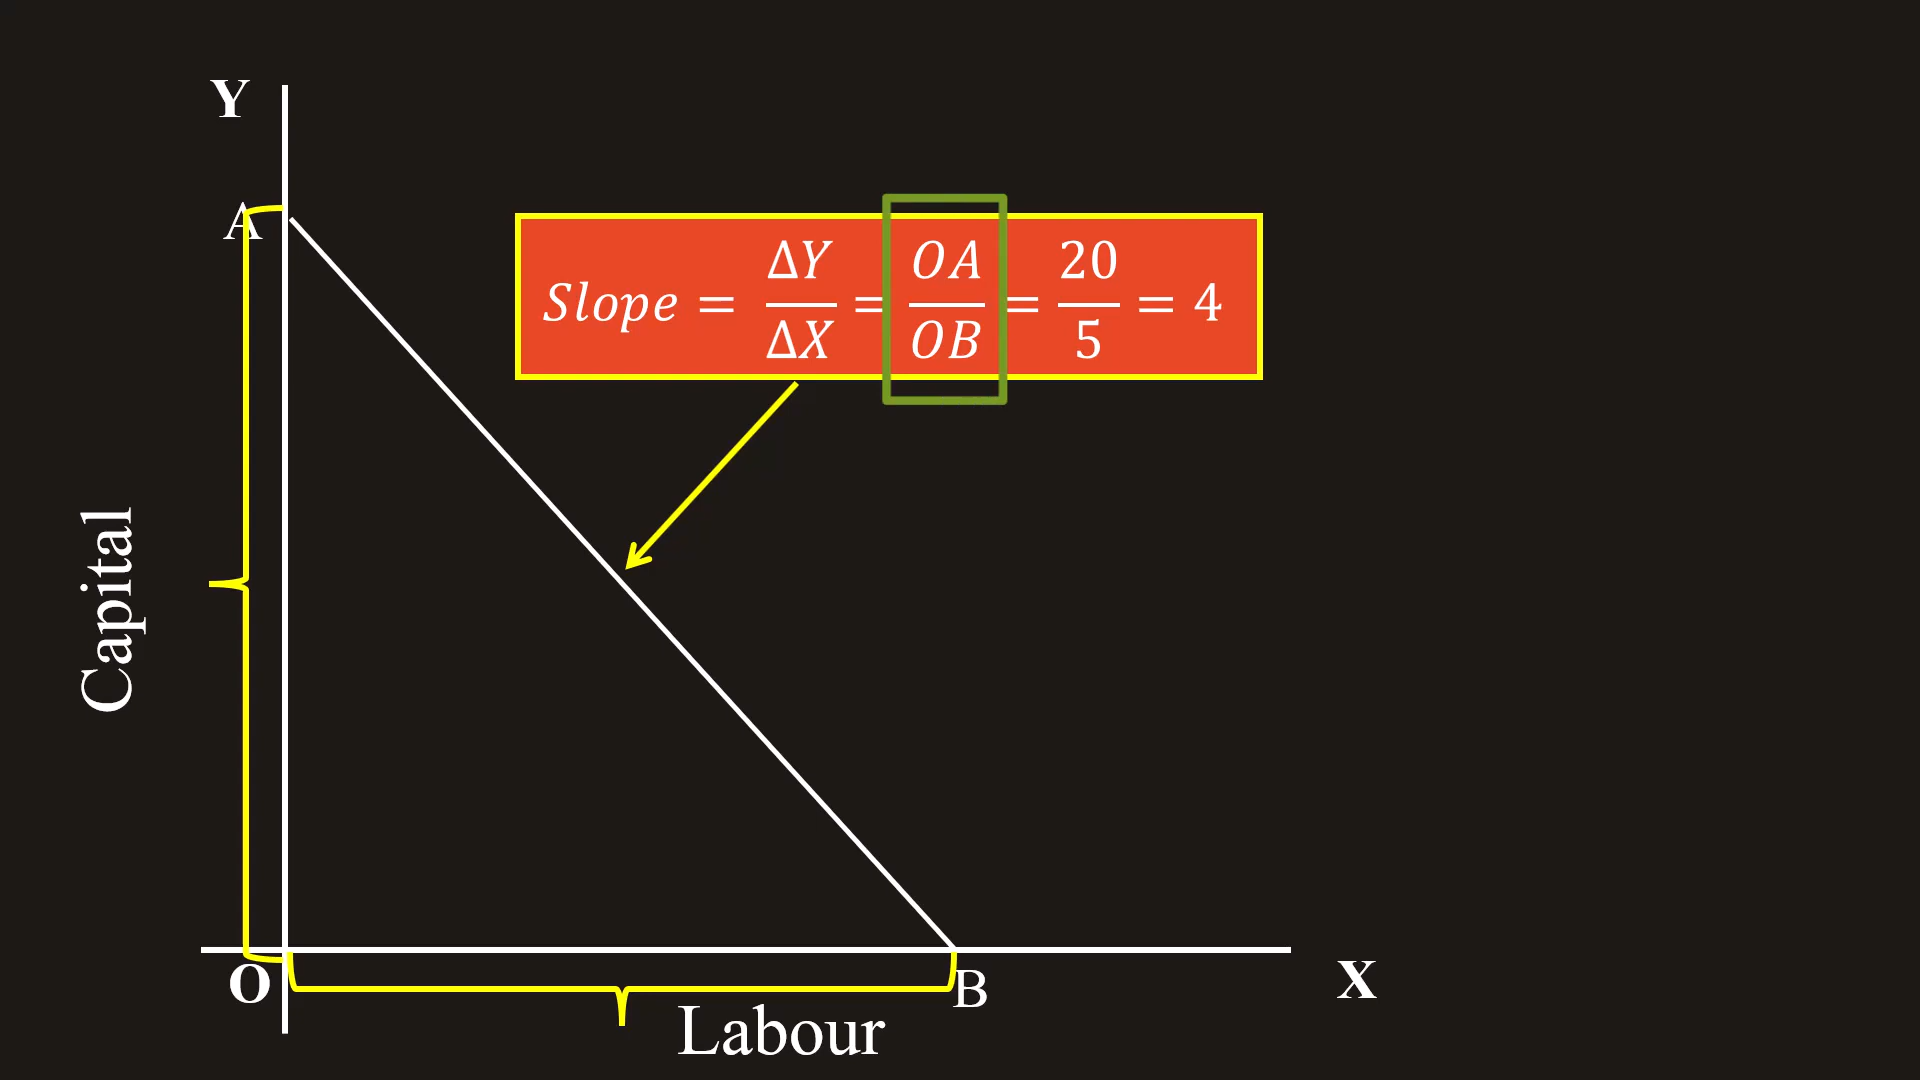 Y
A
Slope = ΔY/ΔX = OA/OB = 20/5 = 4
Capital
O
B
X
Labour